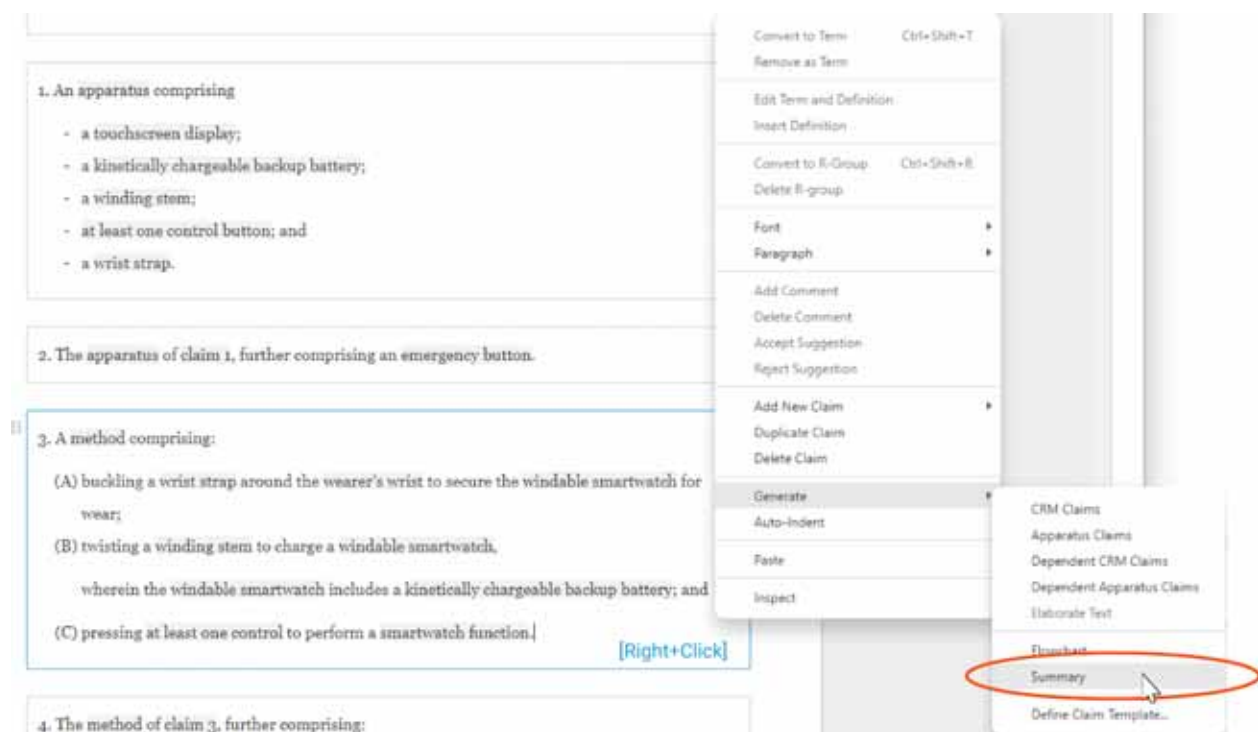 1. An apparatus comprising
- a touchscreen display;
- a kinetically chargeable backup battery;
- a winding stem;
- at least one control button; and
- a wrist strap.
2. The apparatus of claim 1, further comprising an emergency button.
3. A method comprising:
(A) buckling a wrist strap around the wearer's wrist to secure the windable smartwatch for
wear;
(B) twisting a winding stem to charge a windable smartwatch,
wherein the windable smartwatch includes a kinetically chargeable backup battery; and
(C) pressing at least one control to perform a smartwatch function.
[Right+Click]
4. The method of claim 3, further comprising:
Convert to Term Ctrl+Shift+T
Remove as Term
Edit Term and Definition
Insert Definition
Convert to R-Group Ctrl+Shift+R
Delete R-group
Font
Paragraph
Add Comment
Delete Comment
Accept Suggestion
Reject Suggestion
Add New Claim
Duplicate Claim
Delete Claim
Generate
Auto-Indent
Paste
Inspect
CRM Claims
Apparatus Claims
Dependent CRM Claims
Dependent Apparatus Claims
Elaborate Text
Flowchart
Summary
Define Claim Template...